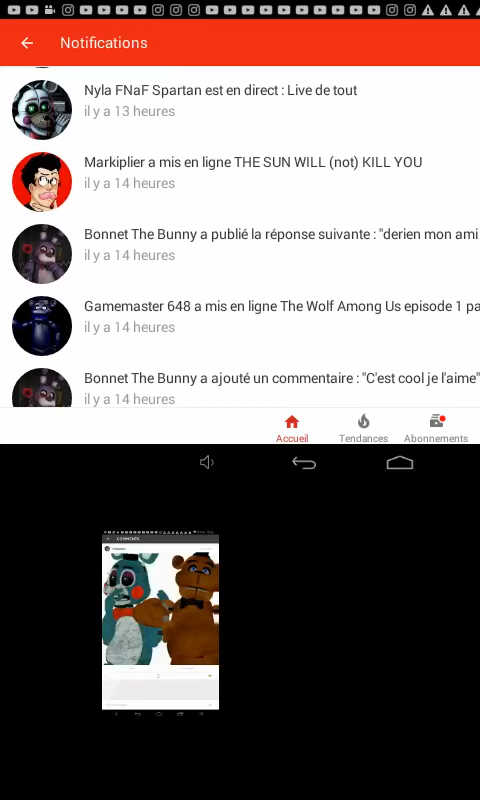 Notifications
Nyla FNaF Spartan est en direct : Live de tout
il y a 13 heures
Markiplier a mis en ligne THE SUN WILL (not) KILL YOU
il y a 14 heures
Bonnet The Bunny a publié la réponse suivante : "derien mon ami
il y a 14 heures
Gamemaster 648 a mis en ligne The Wolf Among Us episode 1 pa
il y a 14 heures
Bonnet The Bunny a ajouté un commentaire : "C'est cool je l'aime"
il y a 14 heures
Accueil
Tendances
Abonnements
COMMENTS